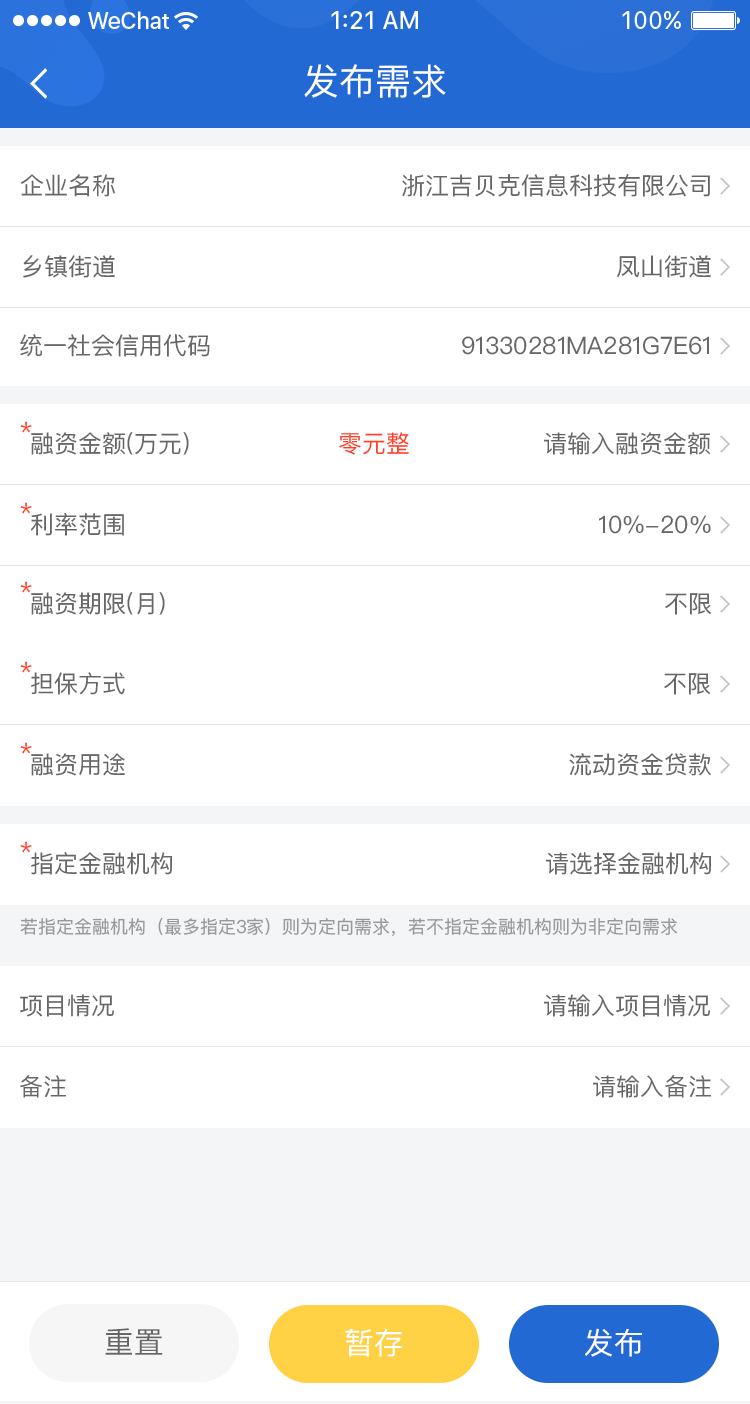 WeChat 1:21 AM 100%
发布需求
企业名称 浙江吉贝克信息科技有限公司
乡镇街道 凤山街道
统一社会信用代码 91330281MA281G7E61
*融资金额(万元) 零元整 请输入融资金额
*利率范围 10%-20%
*融资期限(月) 不限
*担保方式 不限
*融资用途 流动资金贷款
*指定金融机构 请选择金融机构
若指定金融机构（最多指定3家）则为定向需求，若不指定金融机构则为非定向需求
项目情况 请输入项目情况
备注 请输入备注
重置 暂存 发布